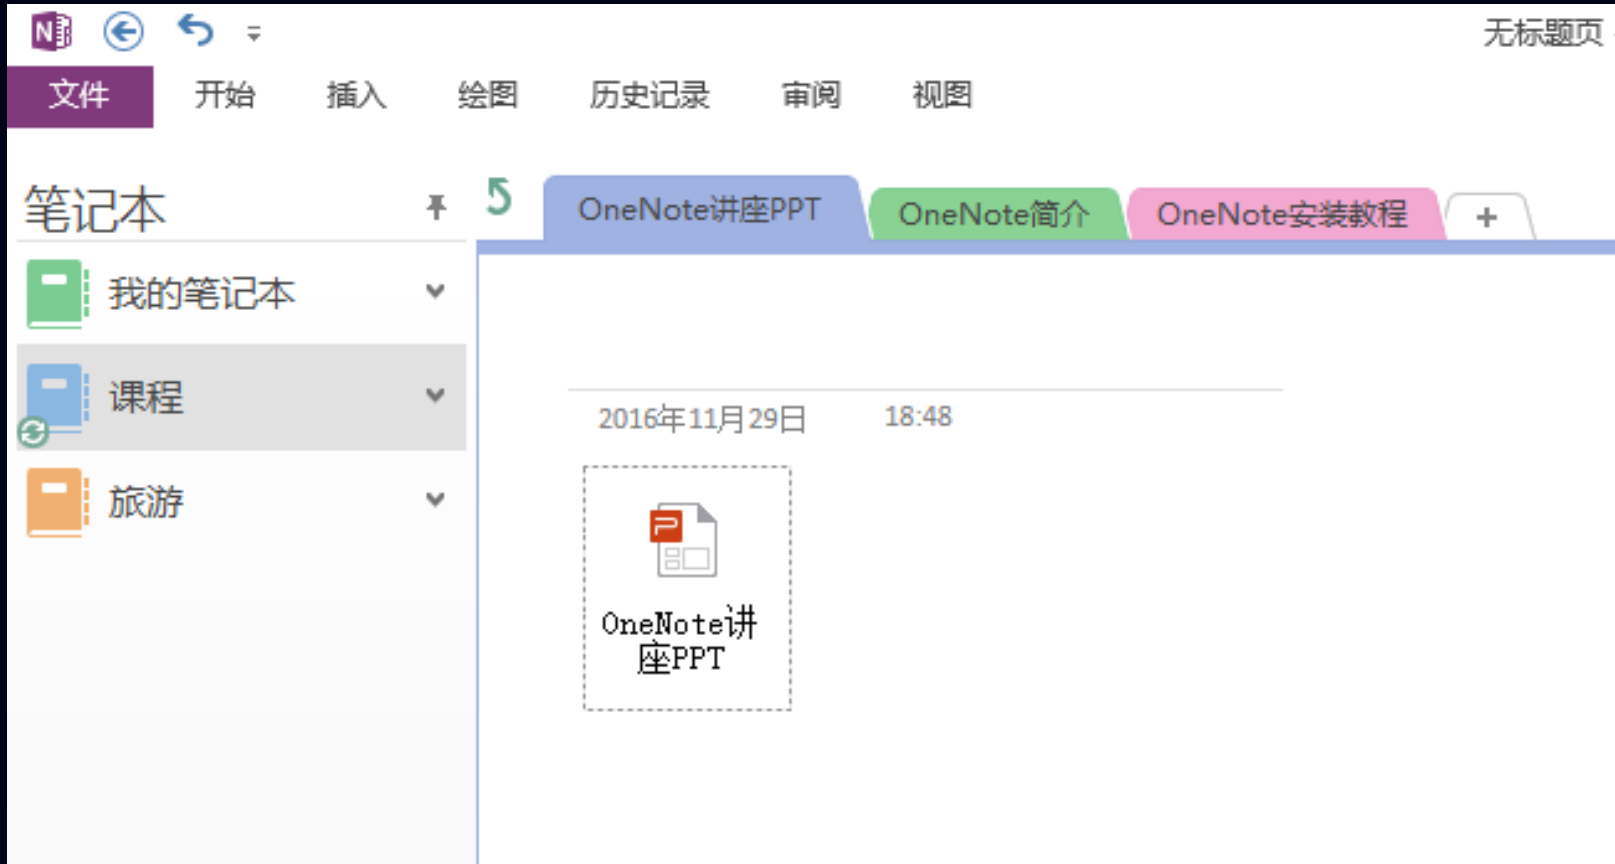 无标题页
文件 开始 插入 绘图 历史记录 审阅 视图
笔记本
OneNote讲座PPT OneNote简介 OneNote安装教程 +
我的笔记本
课程
旅游
2016年11月29日 18:48
OneNote讲
座PPT